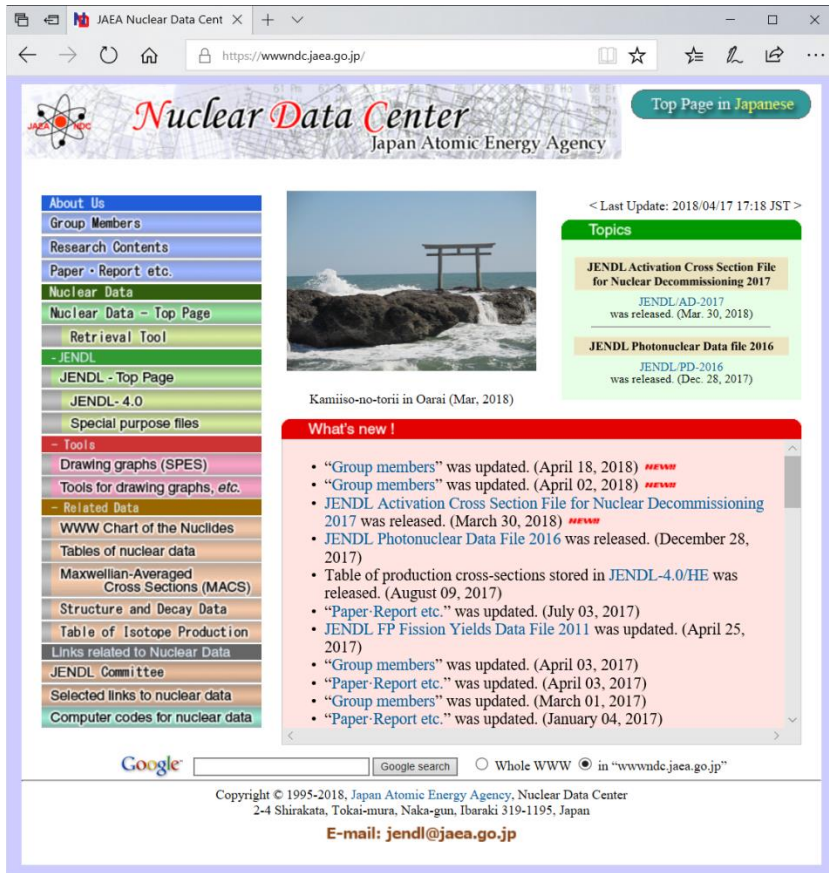 JAEA Nuclear Data Cent
https://wwwndc.jaea.go.jp/
JAEA NDC
Nuclear Data Center
Japan Atomic Energy Agency
Top Page in Japanese
About Us
Group Members
Research Contents
Paper・Report etc.
Nuclear Data
Nuclear Data - Top Page
Retrieval Tool
-JENDL
JENDL - Top Page
JENDL- 4.0
Special purpose files
- Tools
Drawing graphs (SPES)
Tools for drawing graphs, etc.
- Related Data
WWW Chart of the Nuclides
Tables of nuclear data
Maxwellian-Averaged
Cross Sections (MACS)
Structure and Decay Data
Table of Isotope Production
Links related to Nuclear Data
JENDL Committee
Selected links to nuclear data
Computer codes for nuclear data
Kamiiso-no-torii in Oarai (Mar, 2018)
< Last Update: 2018/04/17 17:18 JST >
Topics
JENDL Activation Cross Section File
for Nuclear Decommissioning 2017
JENDL/AD-2017
was released. (Mar. 30, 2018)
JENDL Photonuclear Data file 2016
JENDL/PD-2016
was released. (Dec. 28, 2017)
What's new !
• “Group members” was updated. (April 18, 2018) NEW!!
• “Group members” was updated. (April 02, 2018) NEW!!
• JENDL Activation Cross Section File for Nuclear Decommissioning
2017 was released. (March 30, 2018) NEW!!
• JENDL Photonuclear Data File 2016 was released. (December 28,
2017)
• Table of production cross-sections stored in JENDL-4.0/HE was
released. (August 09, 2017)
• “Paper·Report etc.” was updated. (July 03, 2017)
• JENDL FP Fission Yields Data File 2011 was updated. (April 25,
2017)
• “Group members” was updated. (April 03, 2017)
• “Paper·Report etc.” was updated. (April 03, 2017)
• “Group members” was updated. (March 01, 2017)
• “Paper·Report etc.” was updated. (January 04, 2017)
Google Google search Whole WWW in “wwwndc.jaea.go.jp”
Copyright © 1995-2018, Japan Atomic Energy Agency, Nuclear Data Center
2-4 Shirakata, Tokai-mura, Naka-gun, Ibaraki 319-1195, Japan
E-mail: jendl@jaea.go.jp